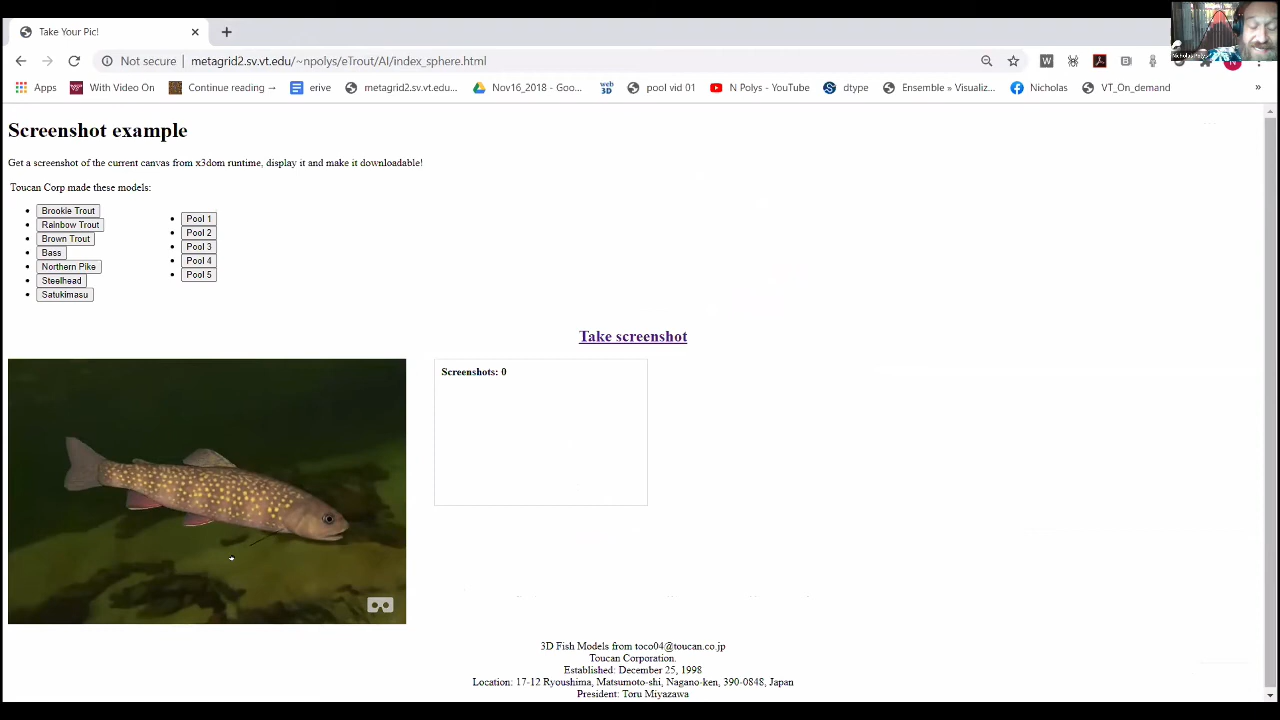 Take Your Pic!
Not secure | metagrid2.sv.vt.edu/~npolys/eTrout/AI/index_sphere.html
Apps With Video On Continue reading → erive metagrid2.sv.vt.edu... Nov16_2018 - Goo... pool vid 01 N Polys - YouTube dtype Ensemble » Visualiz... Nicholas VT_On_demand »
Screenshot example
Get a screenshot of the current canvas from x3dom runtime, display it and make it downloadable!
Toucan Corp made these models:
Brookie Trout
Rainbow Trout
Brown Trout
Bass
Northern Pike
Steelhead
Satukimasu
Pool 1
Pool 2
Pool 3
Pool 4
Pool 5
Take screenshot
Screenshots: 0
3D Fish Models from toco04@toucan.co.jp
Toucan Corporation.
Established: December 25, 1998
Location: 17-12 Ryoushima, Matsumoto-shi, Nagano-ken, 390-0848, Japan
President: Toru Miyazawa
Nicholas Polys